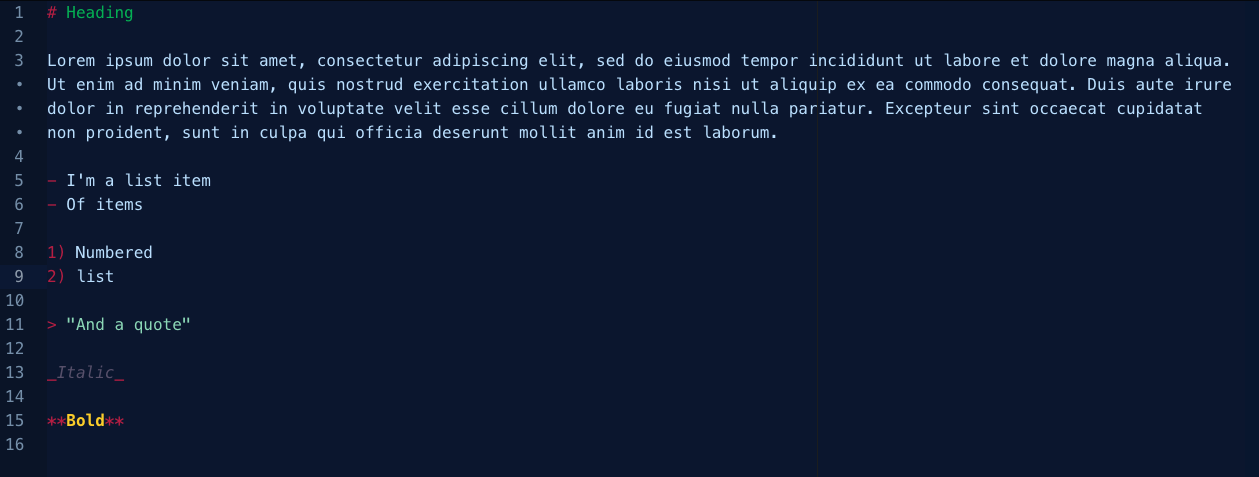 1 # Heading
2
3 Lorem ipsum dolor sit amet, consectetur adipiscing elit, sed do eiusmod tempor incididunt ut labore et dolore magna aliqua.
• Ut enim ad minim veniam, quis nostrud exercitation ullamco laboris nisi ut aliquip ex ea commodo consequat. Duis aute irure
• dolor in reprehenderit in voluptate velit esse cillum dolore eu fugiat nulla pariatur. Excepteur sint occaecat cupidatat
• non proident, sunt in culpa qui officia deserunt mollit anim id est laborum.
4
5 - I'm a list item
6 - Of items
7
8 1) Numbered
9 2) list
10
11 > "And a quote"
12
13 _Italic_
14
15 **Bold**
16